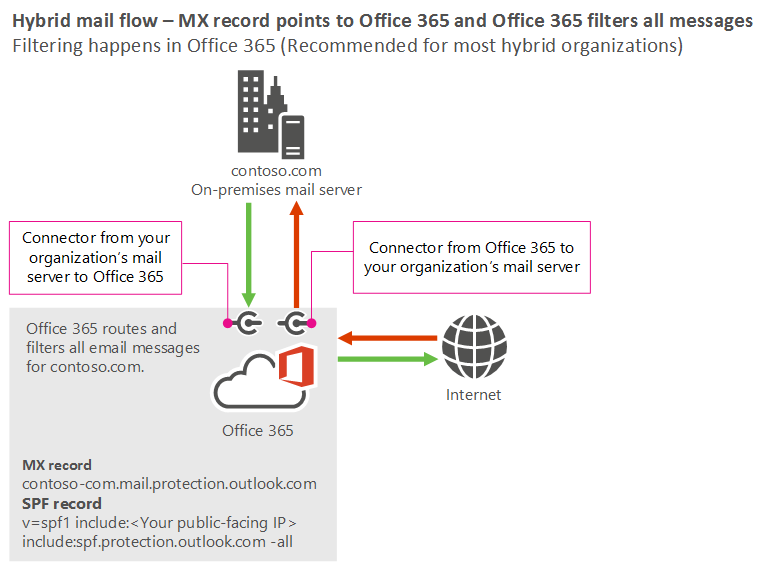 Hybrid mail flow – MX record points to Office 365 and Office 365 filters all messages
Filtering happens in Office 365 (Recommended for most hybrid organizations)
contoso.com
On-premises mail server
Connector from your
organization’s mail
server to Office 365
Connector from Office 365 to
your organization’s mail server
Office 365 routes and
filters all email messages
for contoso.com.
Office 365
Internet
MX record
contoso-com.mail.protection.outlook.com
SPF record
v=spf1 include:<Your public-facing IP>
include:spf.protection.outlook.com -all